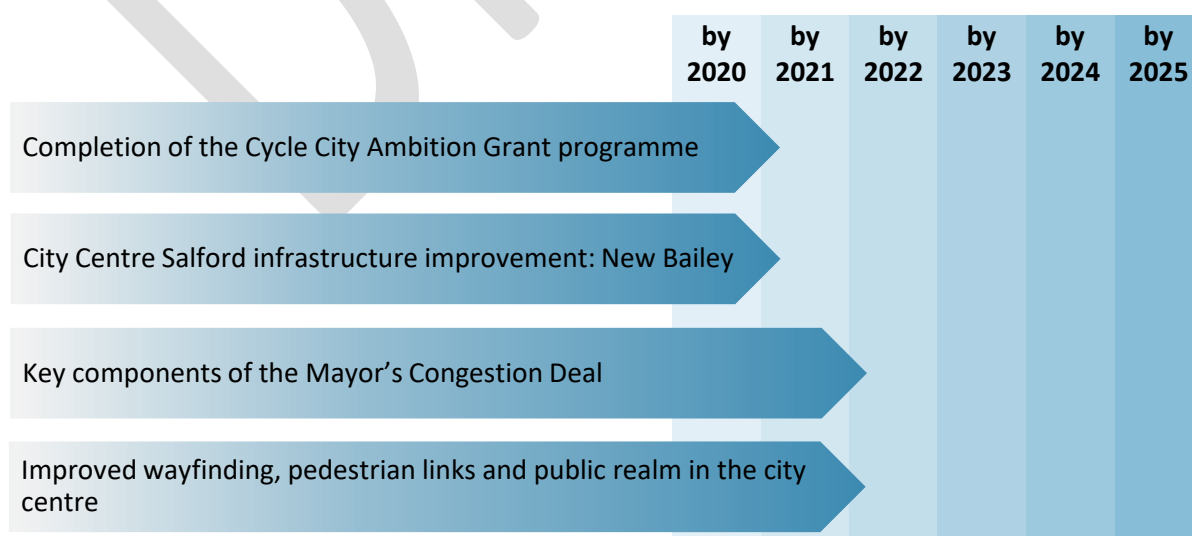 by by by by by by
2020 2021 2022 2023 2024 2025
Completion of the Cycle City Ambition Grant programme
City Centre Salford infrastructure improvement: New Bailey
Key components of the Mayor’s Congestion Deal
Improved wayfinding, pedestrian links and public realm in the city
centre